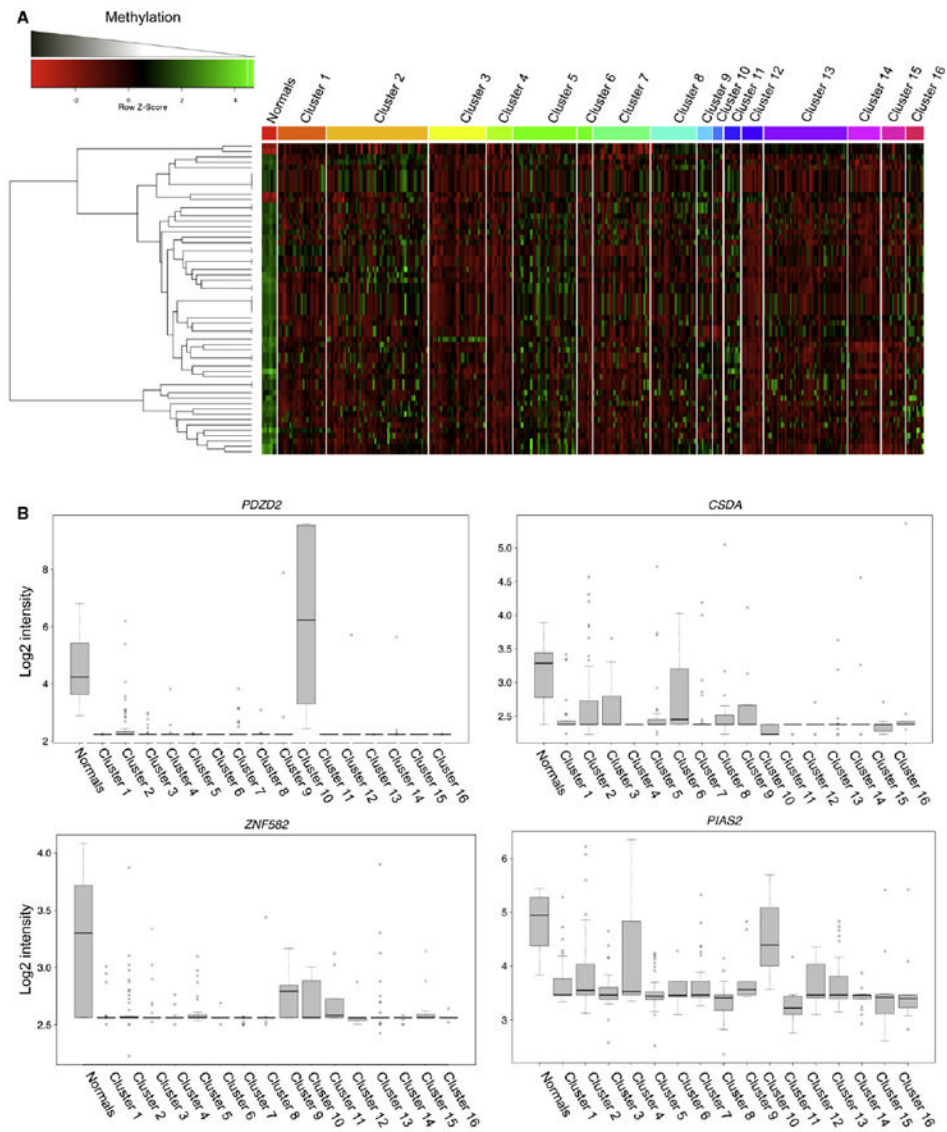 A
Methylation
-2 0 2 4
Row Z-Score
Normals
Cluster 1
Cluster 2
Cluster 3
Cluster 4
Cluster 5
Cluster 6
Cluster 7
Cluster 8
Cluster 9
Cluster 10
Cluster 11
Cluster 12
Cluster 13
Cluster 14
Cluster 15
Cluster 16
B
PDZD2
Log2 intensity
8
6
4
2
Normals
Cluster 1
Cluster 2
Cluster 3
Cluster 4
Cluster 5
Cluster 6
Cluster 7
Cluster 8
Cluster 9
Cluster 10
Cluster 11
Cluster 12
Cluster 13
Cluster 14
Cluster 15
Cluster 16
CSDA
5.0
4.5
4.0
3.5
3.0
2.5
Normals
Cluster 1
Cluster 2
Cluster 3
Cluster 4
Cluster 5
Cluster 6
Cluster 7
Cluster 8
Cluster 9
Cluster 10
Cluster 11
Cluster 12
Cluster 13
Cluster 14
Cluster 15
Cluster 16
ZNF582
Log2 intensity
4.0
3.5
3.0
2.5
Normals
Cluster 1
Cluster 2
Cluster 3
Cluster 4
Cluster 5
Cluster 6
Cluster 7
Cluster 8
Cluster 9
Cluster 10
Cluster 11
Cluster 12
Cluster 13
Cluster 14
Cluster 15
Cluster 16
PIAS2
6
5
4
3
Normals
Cluster 1
Cluster 2
Cluster 3
Cluster 4
Cluster 5
Cluster 6
Cluster 7
Cluster 8
Cluster 9
Cluster 10
Cluster 11
Cluster 12
Cluster 13
Cluster 14
Cluster 15
Cluster 16